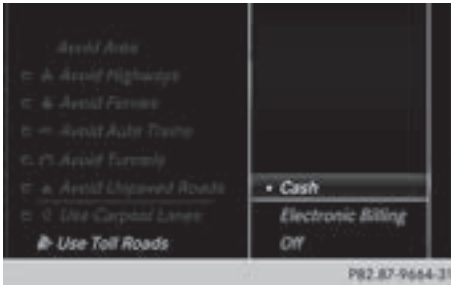 Avoid Area
Avoid Highways
Avoid Ferries
Avoid Auto Trains
Avoid Tunnels
Avoid Unpaved Roads
Use Carpool Lanes
Use Toll Roads
• Cash
Electronic Billing
Off
P82.87-9664-31